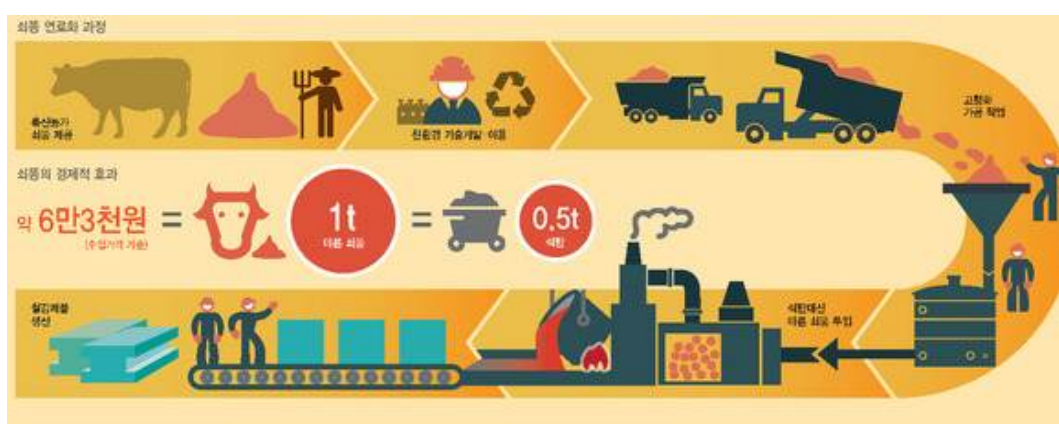 쇠똥 연료화 과정
축산농가
쇠똥 제공
친환경 기술개발·이용
고형화
가공 작업
쇠똥의 경제적 효과
약 6만3천원
(수입가격 기준)
=
1t
마른 쇠똥
=
0.5t
석탄
석탄대신
마른 쇠똥 투입
철강제품
생산